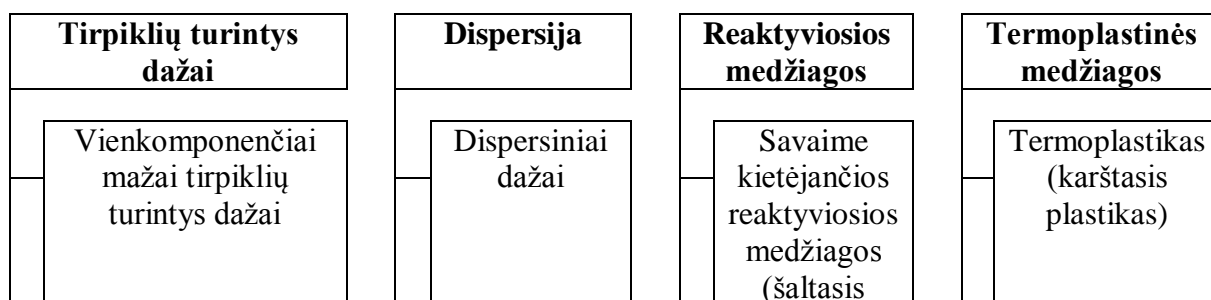 Tirpiklių turintys
dažai
Dispersija
Reaktyviosios
medžiagos
Termoplastinės
medžiagos
Vienkomponenčiai
mažai tirpiklių
turintys dažai
Dispersiniai
dažai
Savaime
kietėjančios
reaktyviosios
medžiagos
(šaltasis
Termoplastikas
(karštasis
plastikas)